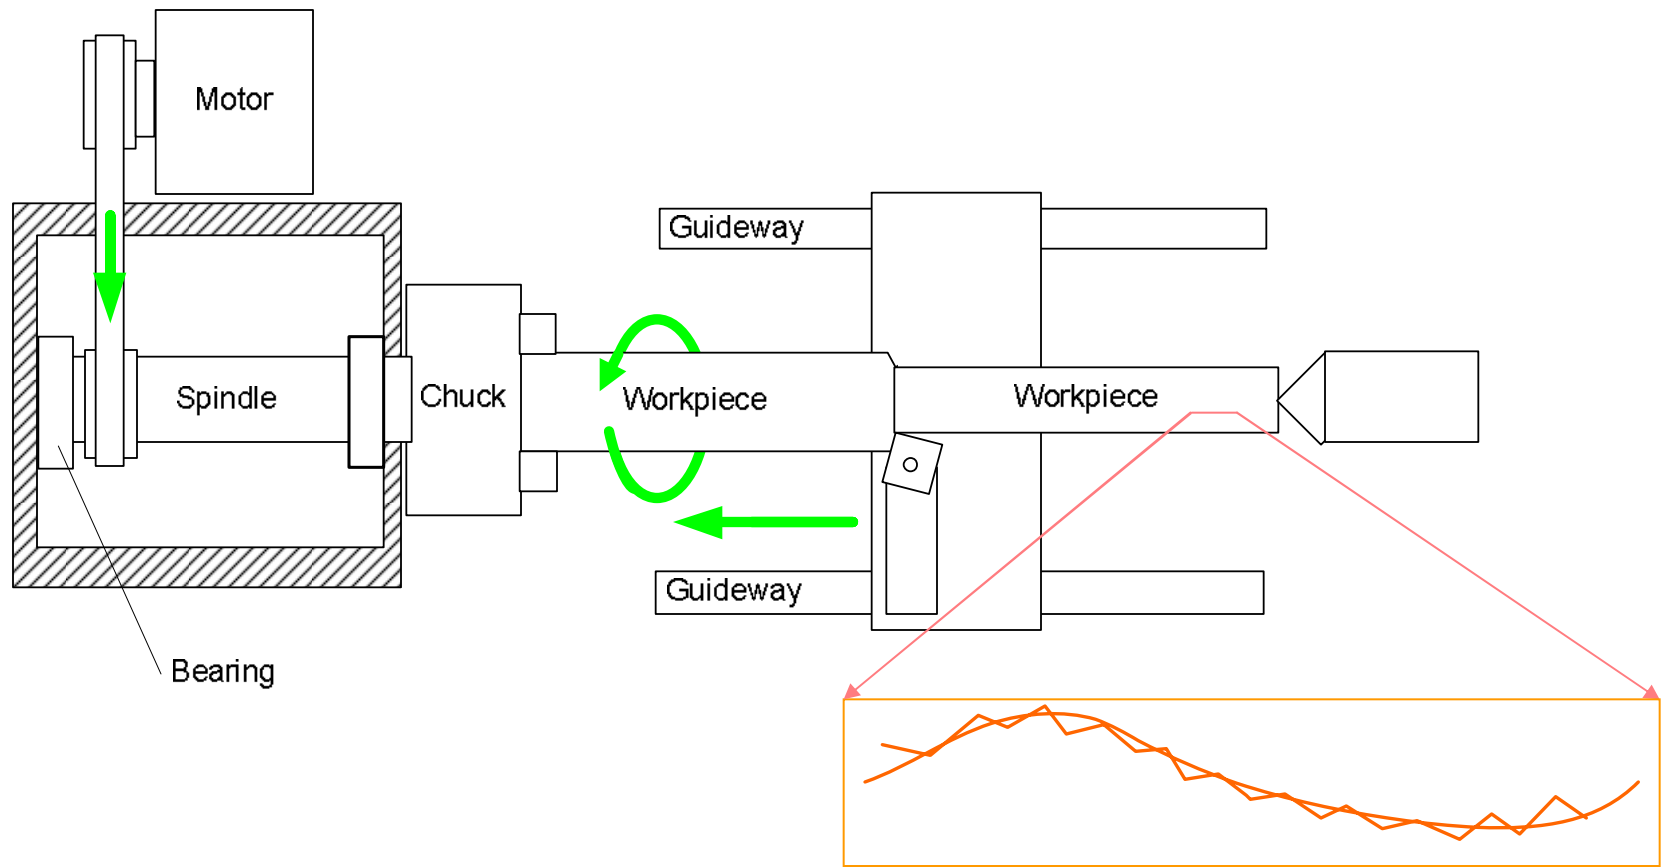 Motor
Guideway
Spindle
Chuck
Workpiece
Workpiece
Guideway
Bearing